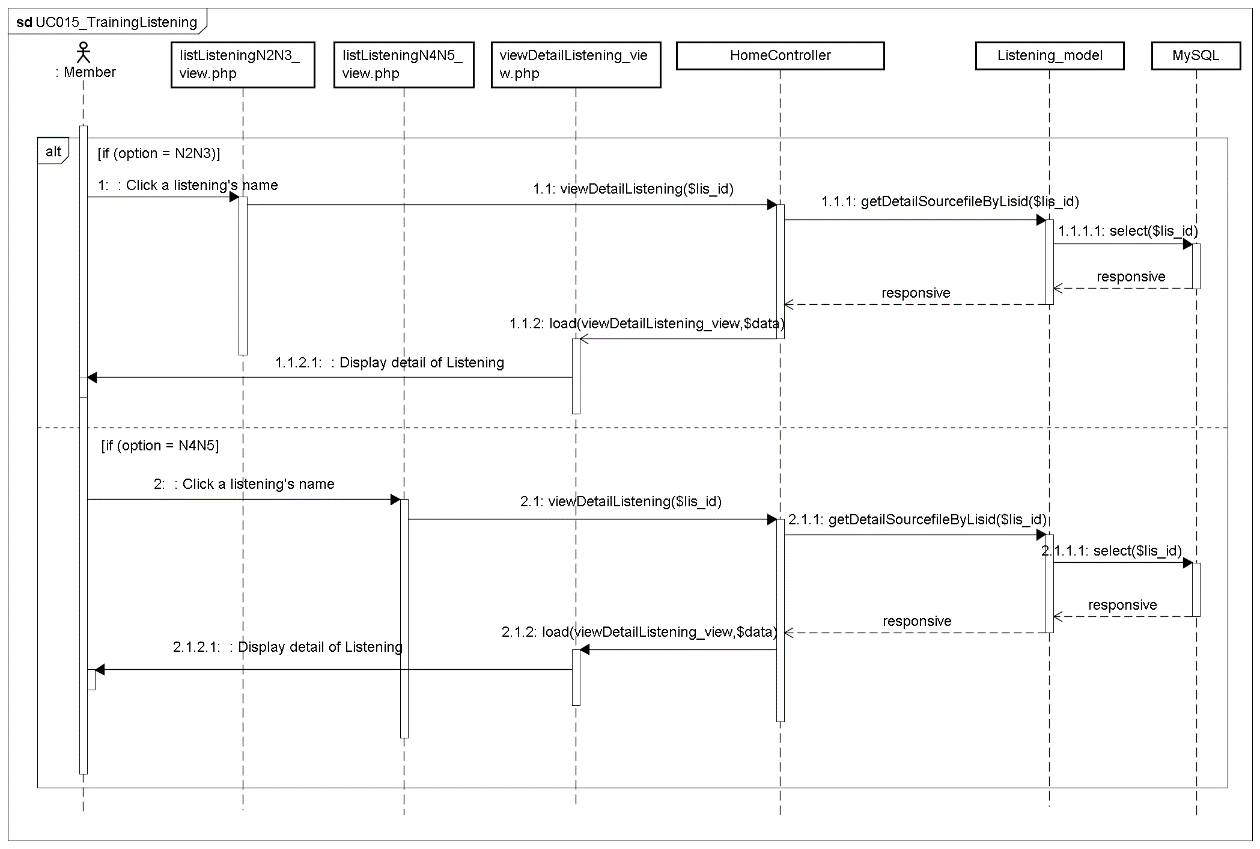 sd UC015_TrainingListening
: Member
listListeningN2N3_
view.php
listListeningN4N5_
view.php
viewDetailListening_vie
w.php
HomeController
Listening_model
MySQL
alt
[if (option = N2N3)]
1: : Click a listening's name
1.1: viewDetailListening($lis_id)
1.1.1: getDetailSourcefileByLisid($lis_id)
1.1.1.1: select($lis_id)
responsive
responsive
1.1.2: load(viewDetailListening_view,$data)
1.1.2.1: : Display detail of Listening
[if (option = N4N5]
2: : Click a listening's name
2.1: viewDetailListening($lis_id)
2.1.1: getDetailSourcefileByLisid($lis_id)
2.1.1.1: select($lis_id)
responsive
responsive
2.1.2: load(viewDetailListening_view,$data)
2.1.2.1: : Display detail of Listening